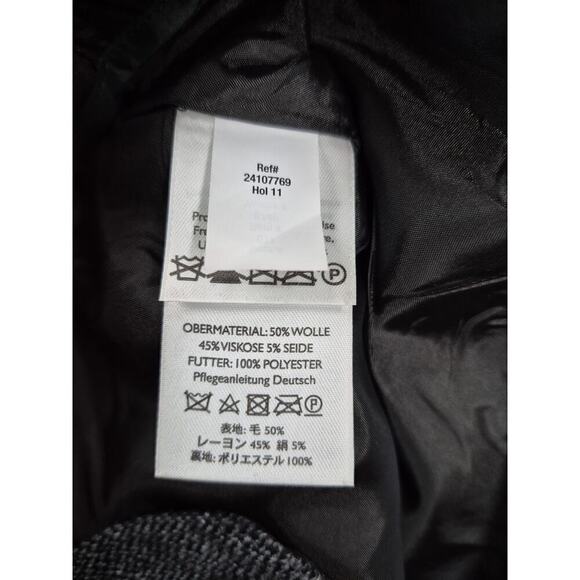 Ref#
24107769
Hol 11
OBERMATERIAL: 50% WOLLE
45% VISKOSE 5% SEIDE
FUTTER: 100% POLYESTER
Pflegeanleitung Deutsch
P
表地: 毛 50%
レーヨン 45% 絹 5%
裏地: ポリエステル 100%